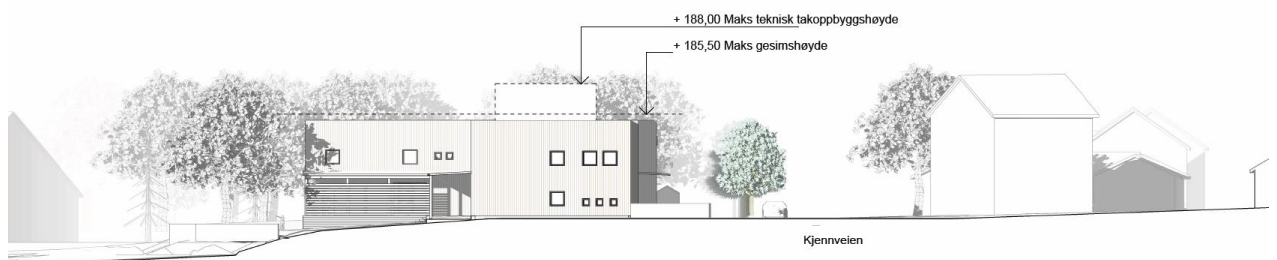 + 188,00 Maks teknisk takoppbyggshøyde
+ 185,50 Maks gesimshøyde
Kjennveien